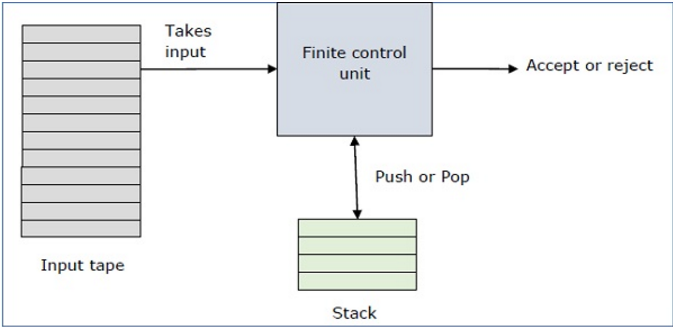 Takes
input
Finite control
unit
Accept or reject
Push or Pop
Input tape
Stack